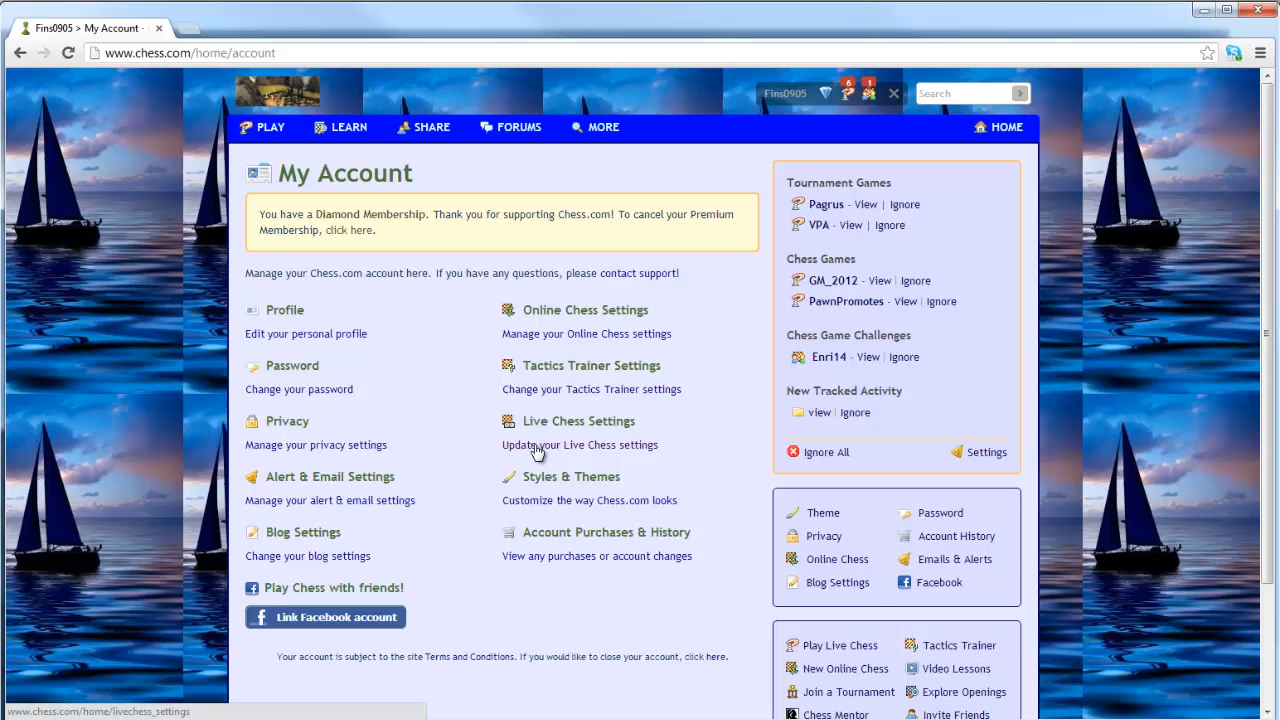 Fins0905 > My Account -
www.chess.com/home/account
Fins0905
6
1
Search
PLAY
LEARN
SHARE
FORUMS
MORE
HOME
My Account
You have a Diamond Membership. Thank you for supporting Chess.com! To cancel your Premium
Membership, click here.
Manage your Chess.com account here. If you have any questions, please contact support!
Profile
Edit your personal profile
Password
Change your password
Privacy
Manage your privacy settings
Alert & Email Settings
Manage your alert & email settings
Blog Settings
Change your blog settings
Play Chess with friends!
Link Facebook account
Online Chess Settings
Manage your Online Chess settings
Tactics Trainer Settings
Change your Tactics Trainer settings
Live Chess Settings
Update your Live Chess settings
Styles & Themes
Customize the way Chess.com looks
Account Purchases & History
View any purchases or account changes
Your account is subject to the site Terms and Conditions. If you would like to close your account, click here.
Tournament Games
Pagrus - View | Ignore
VPA - View | Ignore
Chess Games
GM_2012 - View | Ignore
PawnPromotes - View | Ignore
Chess Game Challenges
Enri14 - View | Ignore
New Tracked Activity
view | Ignore
Ignore All
Settings
Theme
Password
Privacy
Account History
Online Chess
Emails & Alerts
Blog Settings
Facebook
Play Live Chess
Tactics Trainer
New Online Chess
Video Lessons
Join a Tournament
Explore Openings
Chess Mentor
Invite Friends
www.chess.com/home/livechess_settings